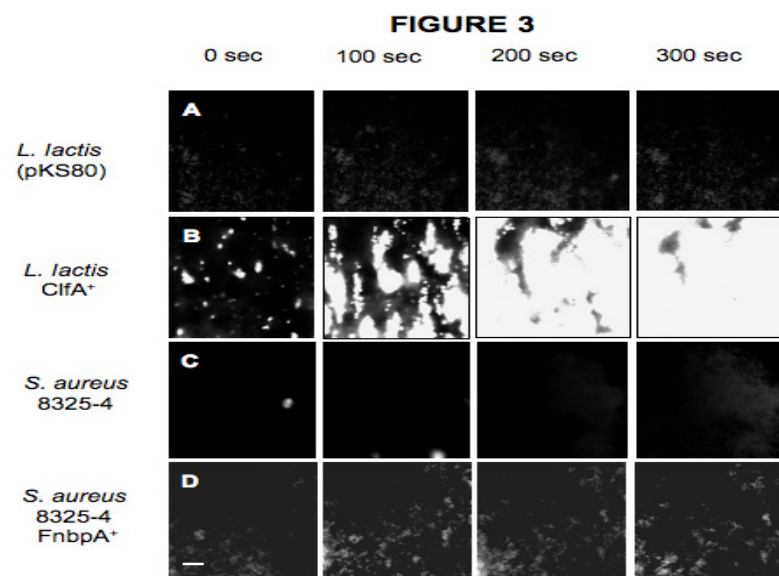 FIGURE 3
0 sec 100 sec 200 sec 300 sec
A
L. lactis
(pKS80)
B
L. lactis
ClfA⁺
C
S. aureus
8325-4
D
S. aureus
8325-4
FnbpA⁺